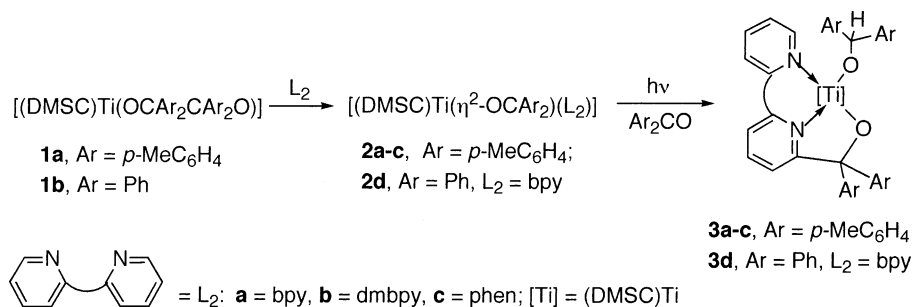 [(DMSC)Ti(OCAr₂CAr₂O)] L₂ [(DMSC)Ti(η²-OCAr₂)(L₂)] hν Ar₂CO
1a, Ar = p-MeC₆H₄
1b, Ar = Ph
2a-c, Ar = p-MeC₆H₄;
2d, Ar = Ph, L₂ = bpy
H
Ar Ar
N O
[Ti]
N O
Ar Ar
3a-c, Ar = p-MeC₆H₄
3d, Ar = Ph, L₂ = bpy
N N
= L₂: a = bpy, b = dmbpy, c = phen; [Ti] = (DMSC)Ti